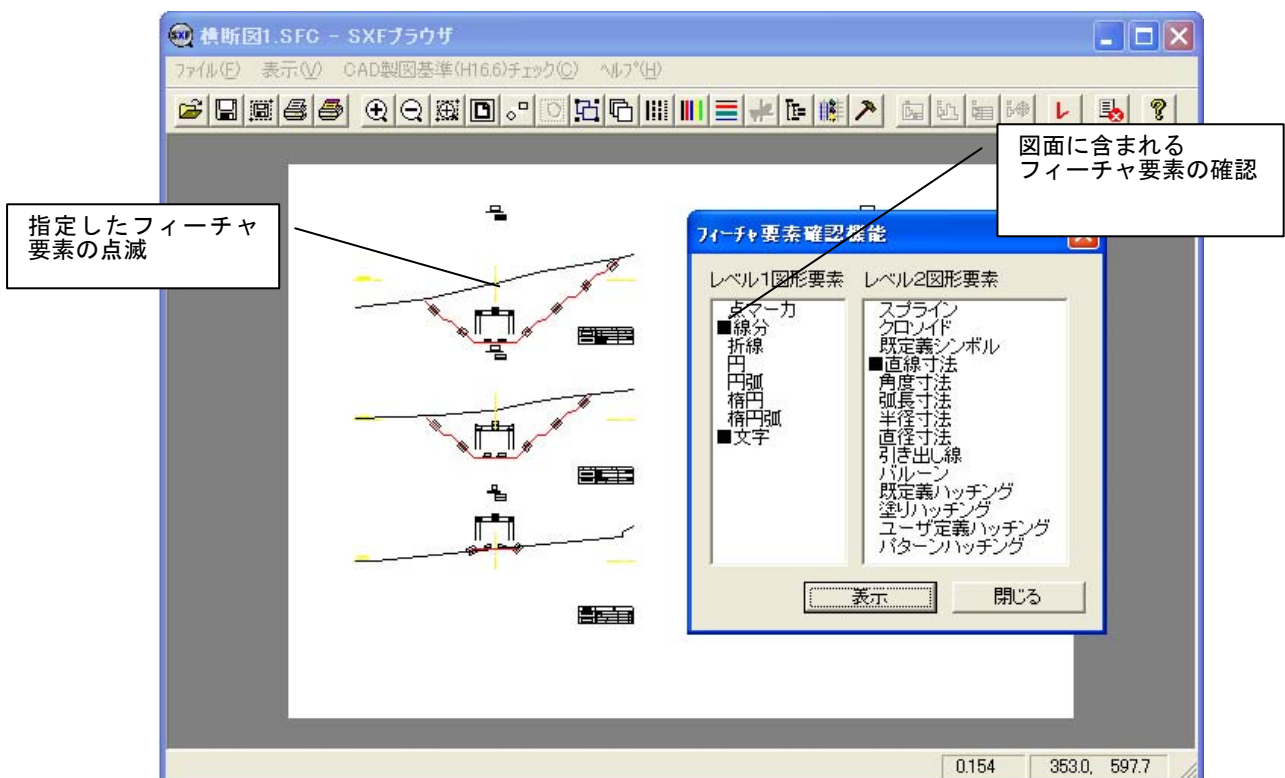 横断図1.SFC - SXFブラウザ
ファイル(F) 表示(V) CAD製図基準(H16.6)チェック(C) ヘルプ(H)
図面に含まれる
フィーチャ要素の確認
指定したフィーチャ
要素の点滅
フィーチャ要素確認機能
レベル1図形要素 レベル2図形要素
点マーカ
■線分
折線
円
円弧
楕円
楕円弧
■文字
スプライン
クロソイド
既定義シンボル
■直線寸法
角度寸法
弧長寸法
半径寸法
直径寸法
引き出し線
バルーン
既定義ハッチング
塗りハッチング
ユーザ定義ハッチング
パターンハッチング
表示 閉じる
0.154 353.0, 597.7